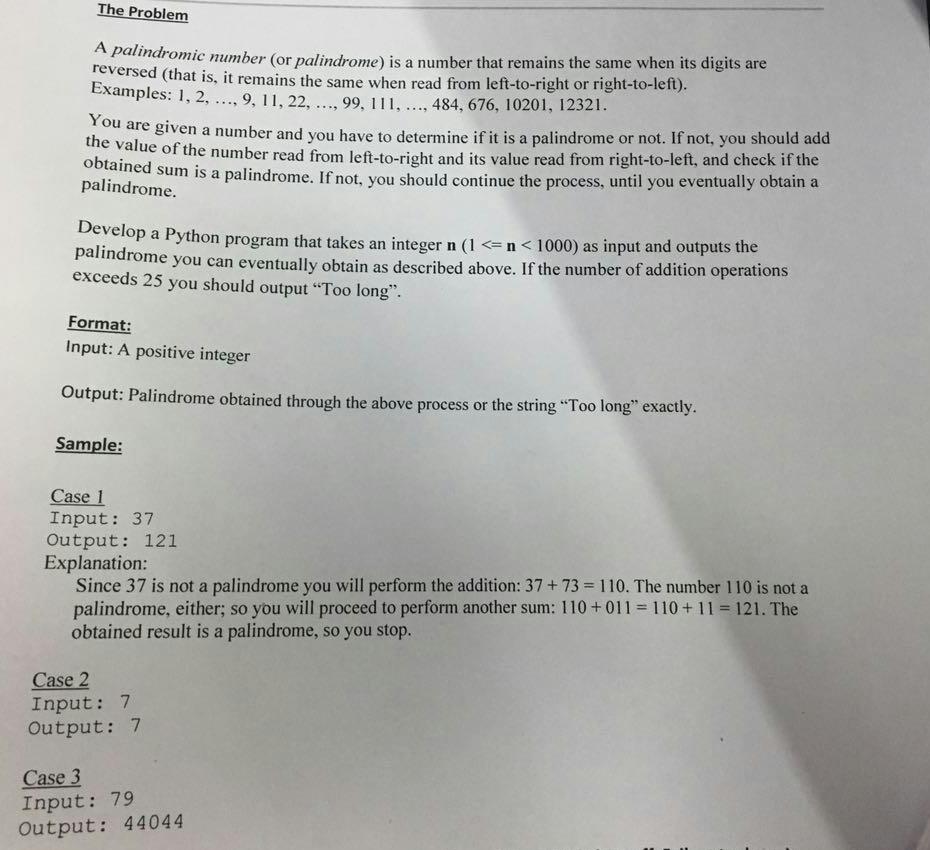 The Problem
A palindromic number (or palindrome) is a number that remains the same when its digits are
reversed (that is, it remains the same when read from left-to-right or right-to-left).
Examples: 1, 2, ..., 9, 11, 22, ..., 99, 111, ..., 484, 676, 10201, 12321.
You are given a number and you have to determine if it is a palindrome or not. If not, you should add
the value of the number read from left-to-right and its value read from right-to-left, and check if the
obtained sum is a palindrome. If not, you should continue the process, until you eventually obtain a
palindrome.
Develop a Python program that takes an integer n (1 <= n < 1000) as input and outputs the
palindrome you can eventually obtain as described above. If the number of addition operations
exceeds 25 you should output “Too long”.
Format:
Input: A positive integer
Output: Palindrome obtained through the above process or the string “Too long” exactly.
Sample:
Case 1
Input: 37
Output: 121
Explanation:
Since 37 is not a palindrome you will perform the addition: 37 + 73 = 110. The number 110 is not a
palindrome, either; so you will proceed to perform another sum: 110 + 011 = 110 + 11 = 121. The
obtained result is a palindrome, so you stop.
Case 2
Input: 7
Output: 7
Case 3
Input: 79
Output: 44044